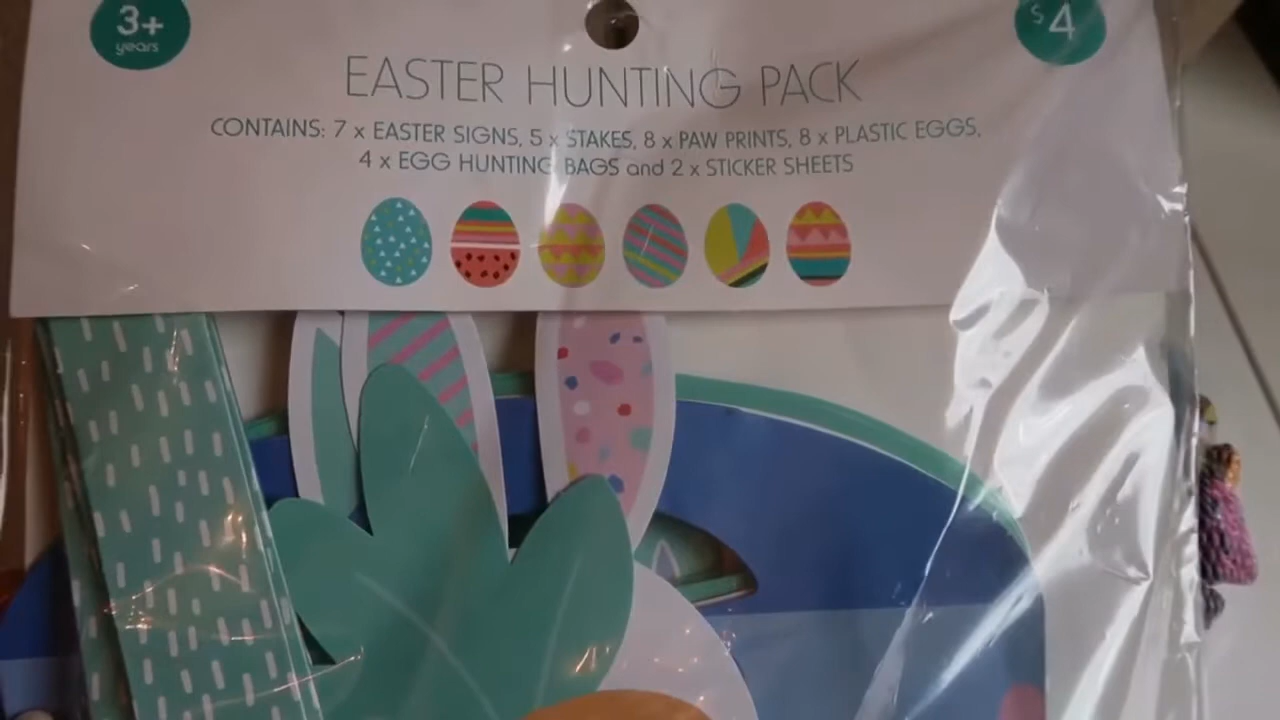 3+
years
$4
EASTER HUNTING PACK
CONTAINS: 7 x EASTER SIGNS, 5 x STAKES, 8 x PAW PRINTS, 8 x PLASTIC EGGS,
4 x EGG HUNTING BAGS and 2 x STICKER SHEETS